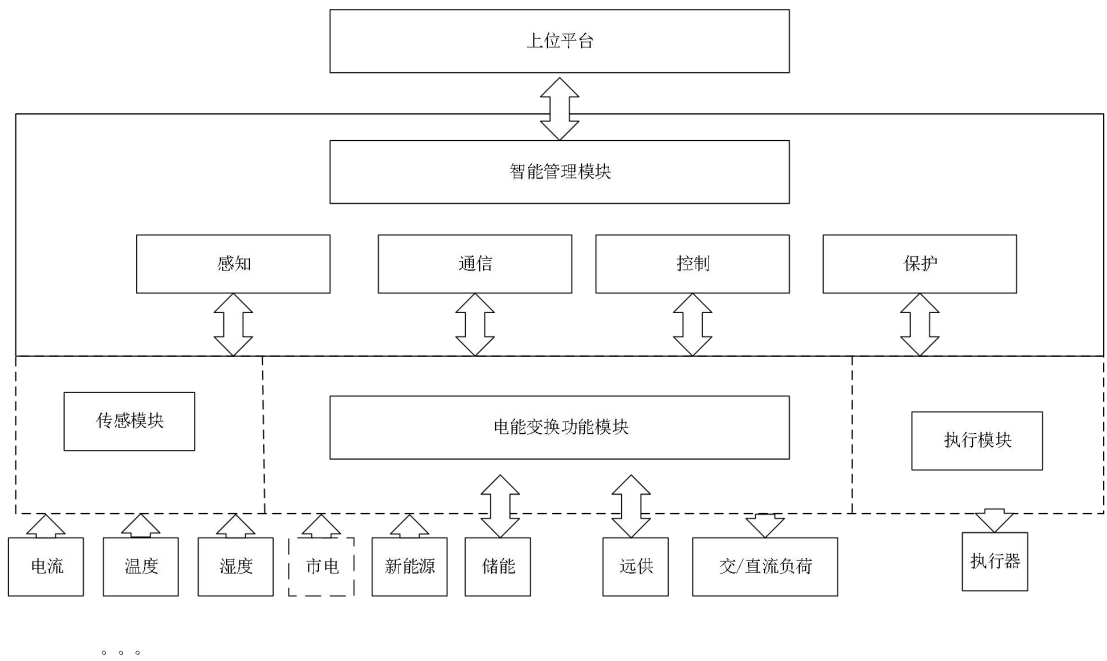 上位平台
智能管理模块
感知
通信
控制
保护
传感模块
电能变换功能模块
执行模块
电流
温度
湿度
市电
新能源
储能
远供
交/直流负荷
执行器
。。。